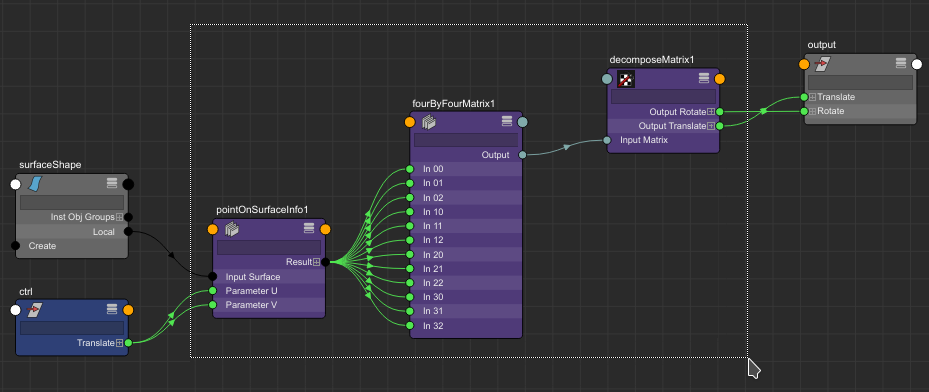 surfaceShape
Inst Obj Groups
Local
Create
ctrl
Translate
pointOnSurfaceInfo1
Result
Input Surface
Parameter U
Parameter V
fourByFourMatrix1
Output
In 00
In 01
In 02
In 10
In 11
In 12
In 20
In 21
In 22
In 30
In 31
In 32
decomposeMatrix1
Output Rotate
Output Translate
Input Matrix
output
Translate
Rotate